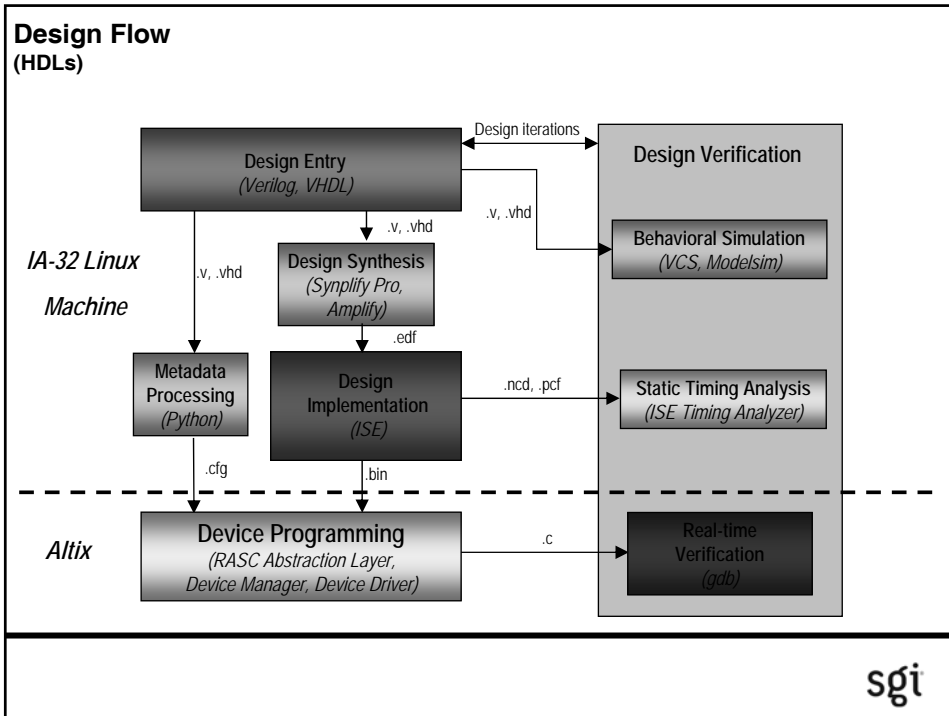 Design Flow
(HDLs)
Design iterations
Design Entry
(Verilog, VHDL)
Design Verification
.v, .vhd
.v, .vhd
.v, .vhd
IA-32 Linux
Machine
Design Synthesis
(Synplify Pro,
Amplify)
Behavioral Simulation
(VCS, Modelsim)
.edf
Metadata
Processing
(Python)
Design
Implementation
(ISE)
.ncd, .pcf
Static Timing Analysis
(ISE Timing Analyzer)
.cfg
.bin
Altix
Device Programming
(RASC Abstraction Layer,
Device Manager, Device Driver)
.c
Real-time
Verification
(gdb)
sgi